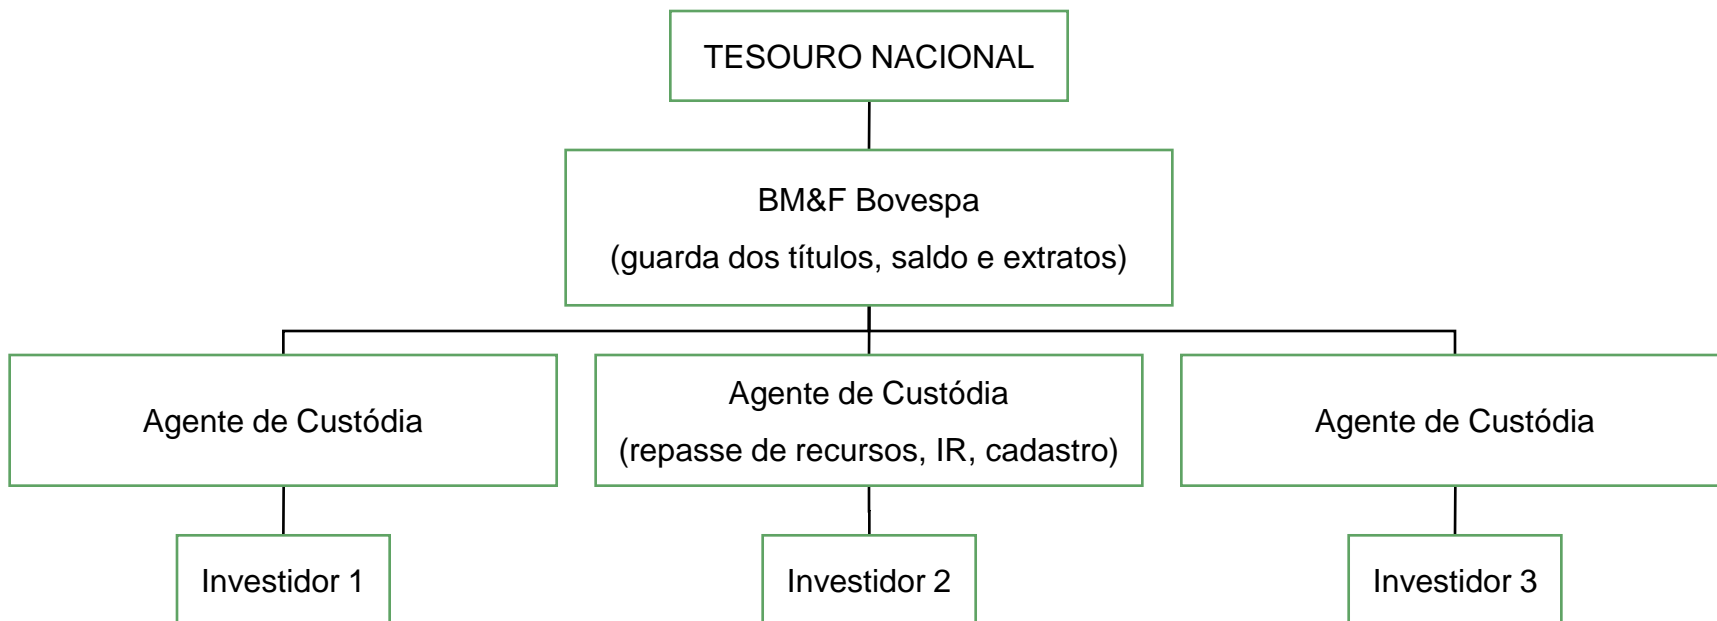 TESOURO NACIONAL
BM&F Bovespa
(guarda dos títulos, saldo e extratos)
Agente de Custódia
Agente de Custódia
(repasse de recursos, IR, cadastro)
Agente de Custódia
Investidor 1
Investidor 2
Investidor 3